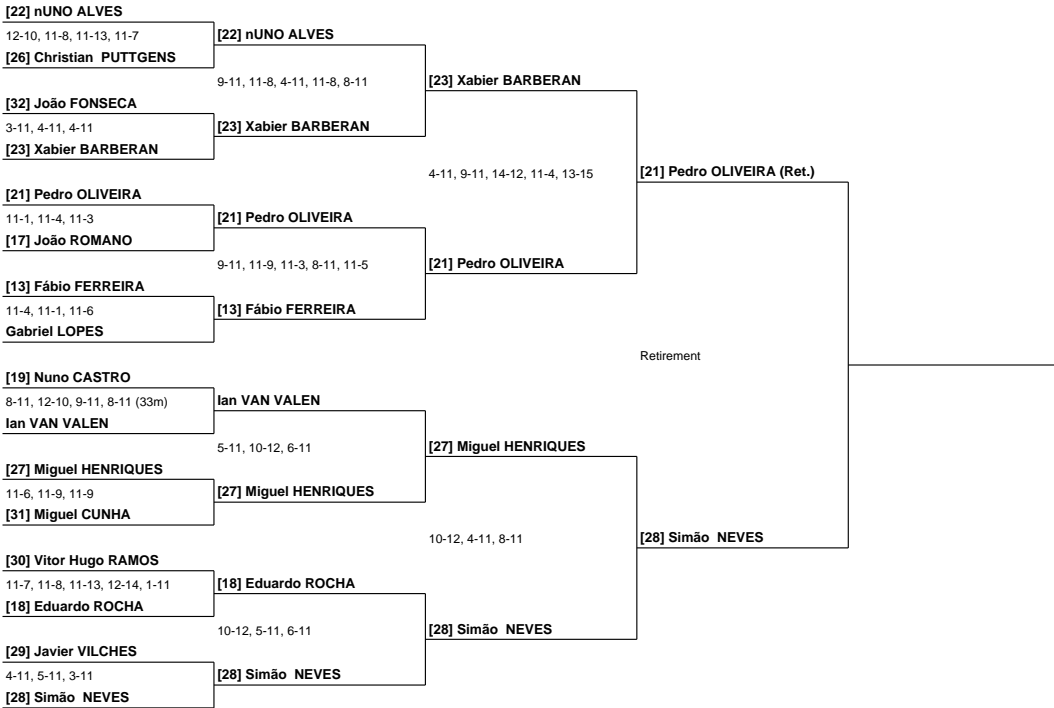 [22] nUNO ALVES
12-10, 11-8, 11-13, 11-7
[26] Christian  PUTTGENS
[32] João FONSECA
3-11, 4-11, 4-11
[23] Xabier BARBERAN
[21] Pedro OLIVEIRA
11-1, 11-4, 11-3
[17] João ROMANO
[13] Fábio FERREIRA
11-4, 11-1, 11-6
Gabriel LOPES
[19] Nuno CASTRO
8-11, 12-10, 9-11, 8-11 (33m)
Ian VAN VALEN
[27] Miguel HENRIQUES
11-6, 11-9, 11-9
[31] Miguel CUNHA
[30] Vitor Hugo RAMOS
11-7, 11-8, 11-13, 12-14, 1-11
[18] Eduardo ROCHA
[29] Javier VILCHES
4-11, 5-11, 3-11
[28] Simão  NEVES
[22] nUNO ALVES
9-11, 11-8, 4-11, 11-8, 8-11
[23] Xabier BARBERAN
[21] Pedro OLIVEIRA
9-11, 11-9, 11-3, 8-11, 11-5
[13] Fábio FERREIRA
Ian VAN VALEN
5-11, 10-12, 6-11
[27] Miguel HENRIQUES
[18] Eduardo ROCHA
10-12, 5-11, 6-11
[28] Simão  NEVES
[23] Xabier BARBERAN
4-11, 9-11, 14-12, 11-4, 13-15
[21] Pedro OLIVEIRA
[27] Miguel HENRIQUES
10-12, 4-11, 8-11
[28] Simão  NEVES
[21] Pedro OLIVEIRA (Ret.)
Retirement
[28] Simão  NEVES